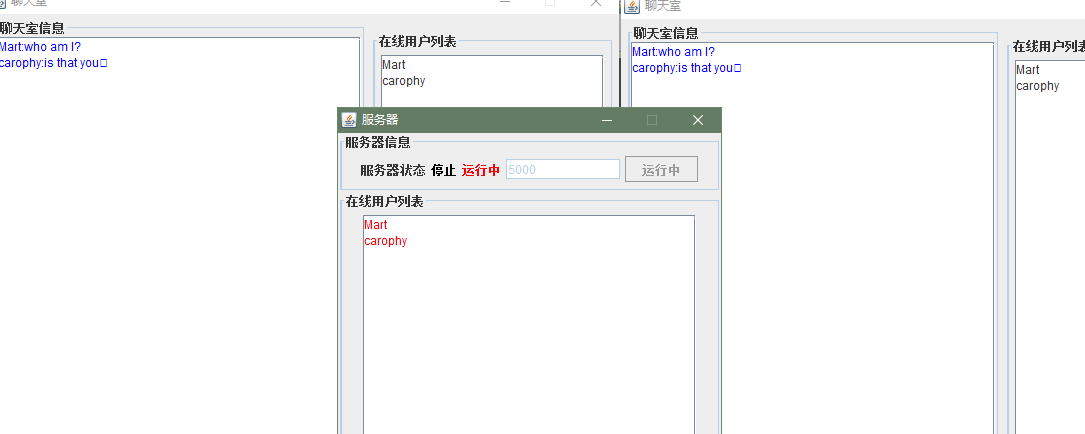 聊天室
聊天室信息
Mart:who am I?
carophy:is that you
在线用户列表
Mart
carophy
聊天室
聊天室信息
Mart:who am I?
carophy:is that you
在线用户列表
Mart
carophy
服务器
服务器信息
服务器状态 停止 运行中 5000 运行中
在线用户列表
Mart
carophy